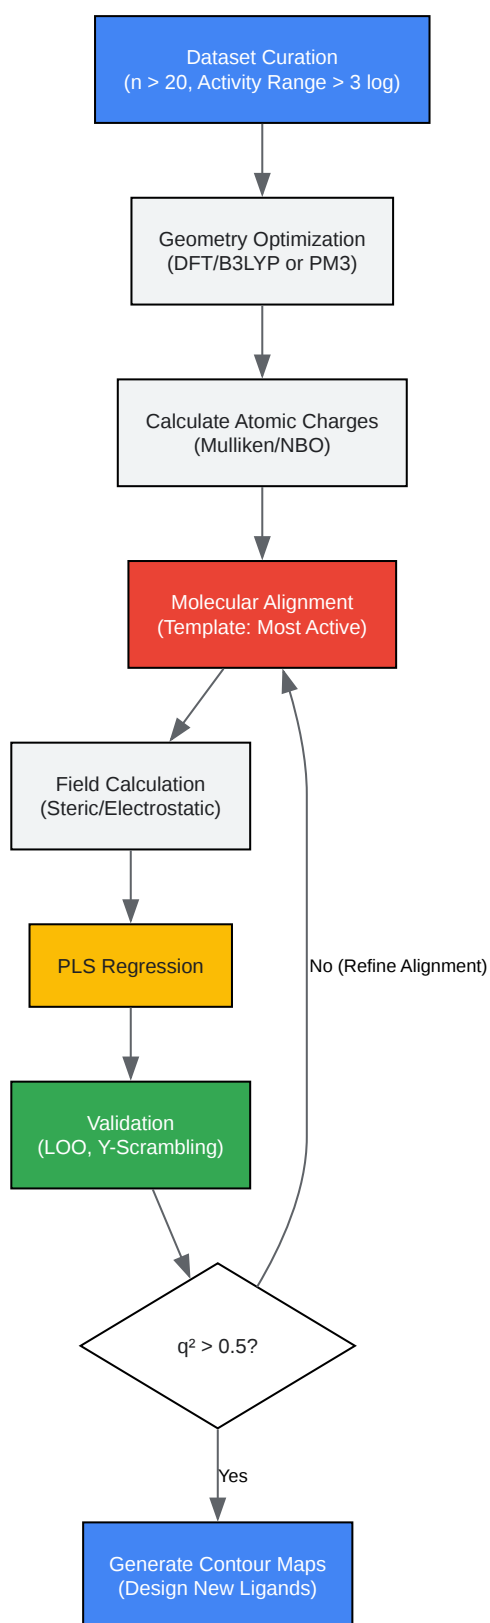 Dataset Curation
(n > 20, Activity Range > 3 log)
Geometry Optimization
(DFT/B3LYP or PM3)
Calculate Atomic Charges
(Mulliken/NBO)
Molecular Alignment
(Template: Most Active)
Field Calculation
(Steric/Electrostatic)
PLS Regression
No (Refine Alignment)
Validation
(LOO, Y-Scrambling)
q² > 0.5?
Yes
Generate Contour Maps
(Design New Ligands)